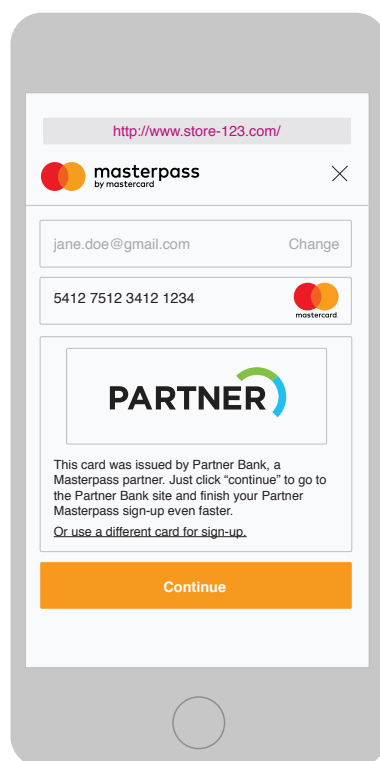 http://www.store-123.com/
masterpass
by mastercard
jane.doe@gmail.com Change
5412 7512 3412 1234
mastercard.
PARTNER
This card was issued by Partner Bank, a
Masterpass partner. Just click “continue” to go to
the Partner Bank site and finish your Partner
Masterpass sign-up even faster.
Or use a different card for sign-up.
Continue